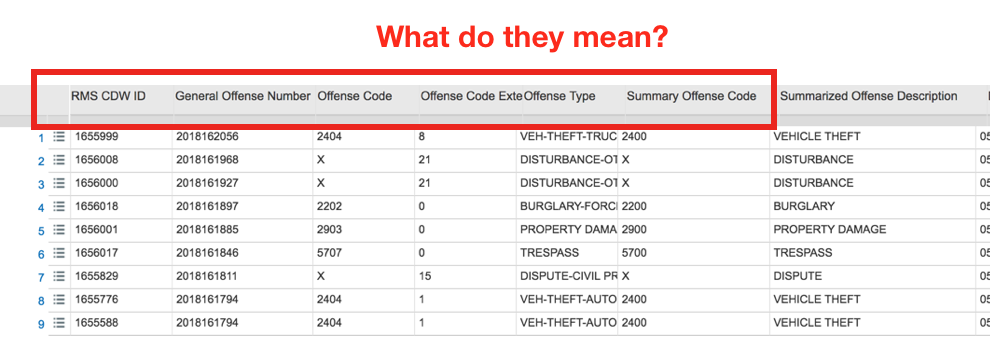 What do they mean?
RMS CDW ID General Offense Number Offense Code Offense Code Exte Offense Type Summary Offense Code Summarized Offense Description
1 1655999 2018162056 2404 8 VEH-THEFT-TRUC 2400 VEHICLE THEFT 05
2 1656008 2018161968 X 21 DISTURBANCE-OT X DISTURBANCE 05
3 1656000 2018161927 X 21 DISTURBANCE-OT X DISTURBANCE 05
4 1656018 2018161897 2202 0 BURGLARY-FORC 2200 BURGLARY 05
5 1656001 2018161885 2903 0 PROPERTY DAMA 2900 PROPERTY DAMAGE 05
6 1656017 2018161846 5707 0 TRESPASS 5700 TRESPASS 05
7 1655829 2018161811 X 15 DISPUTE-CIVIL PR X DISPUTE 05
8 1655776 2018161794 2404 1 VEH-THEFT-AUTO 2400 VEHICLE THEFT 05
9 1655588 2018161794 2404 1 VEH-THEFT-AUTO 2400 VEHICLE THEFT 05